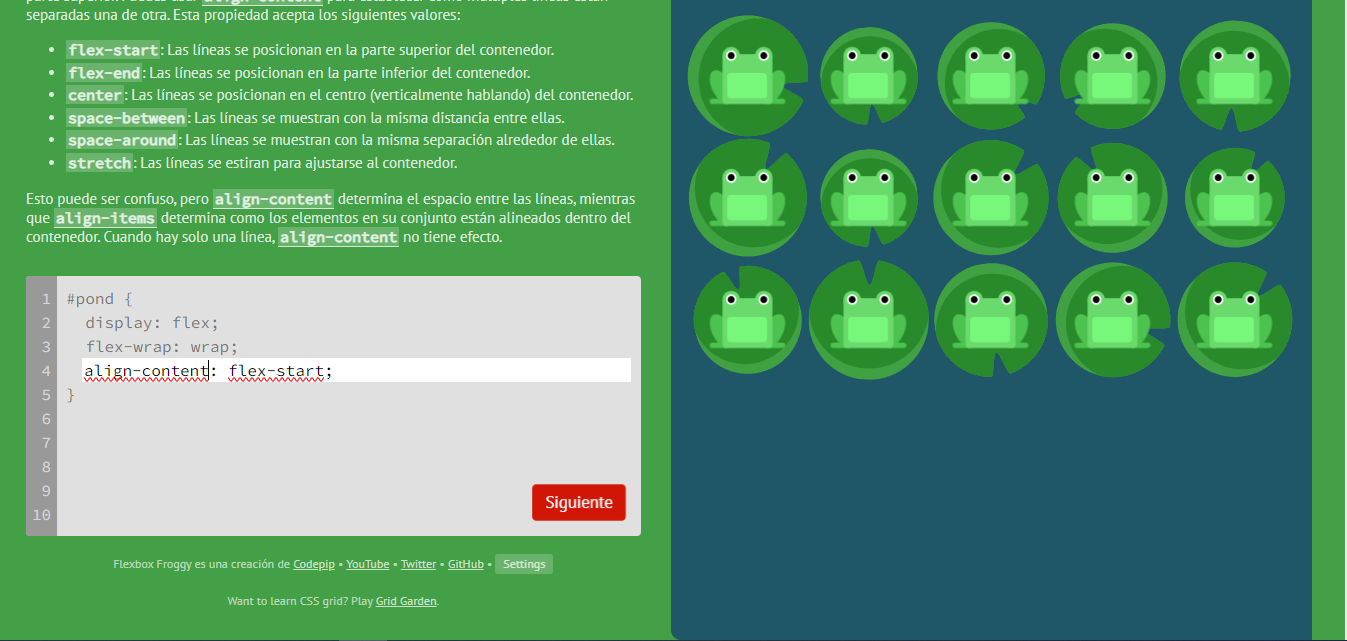 separadas una de otra. Esta propiedad acepta los siguientes valores:
• flex-start: Las líneas se posicionan en la parte superior del contenedor.
• flex-end: Las líneas se posicionan en la parte inferior del contenedor.
• center: Las líneas se posicionan en el centro (verticalmente hablando) del contenedor.
• space-between: Las líneas se muestran con la misma distancia entre ellas.
• space-around: Las líneas se muestran con la misma separación alrededor de ellas.
• stretch: Las líneas se estiran para ajustarse al contenedor.
Esto puede ser confuso, pero align-content determina el espacio entre las líneas, mientras
que align-items determina como los elementos en su conjunto están alineados dentro del
contenedor. Cuando hay solo una línea, align-content no tiene efecto.
1 #pond {
2 display: flex;
3 flex-wrap: wrap;
4 align-content: flex-start;
5 }
6
7
8
9
10
Siguiente
Flexbox Froggy es una creación de Codepip • YouTube • Twitter • GitHub • Settings
Want to learn CSS grid? Play Grid Garden.